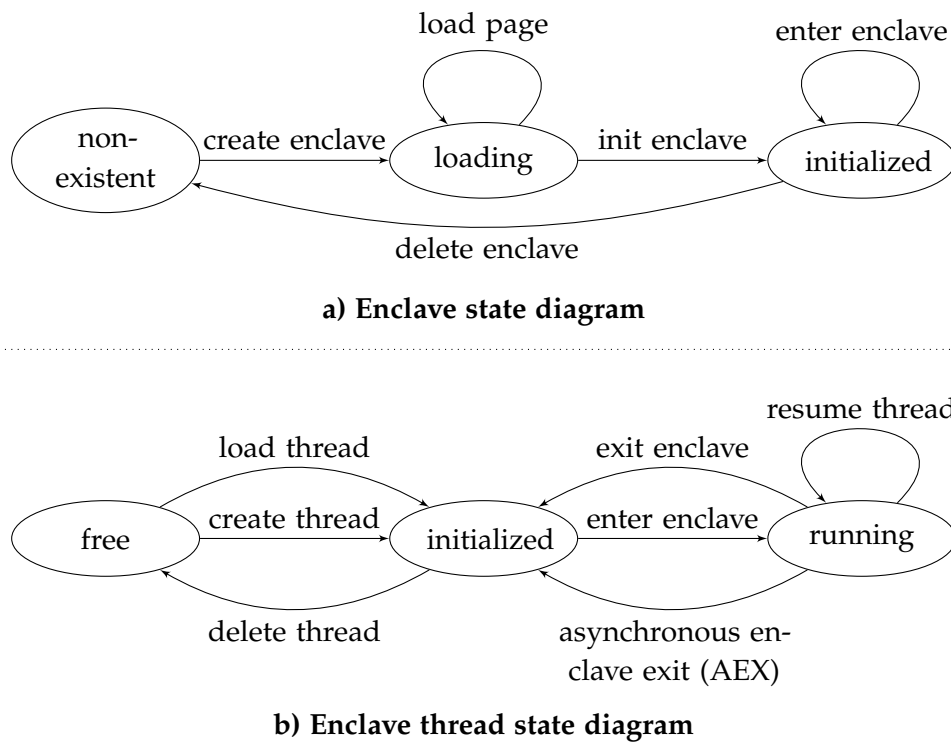 load page
enter enclave
non-
existent
create enclave
loading
init enclave
initialized
delete enclave
a) Enclave state diagram
resume thread
load thread
exit enclave
free
create thread
initialized
enter enclave
running
delete thread
asynchronous en-
clave exit (AEX)
b) Enclave thread state diagram